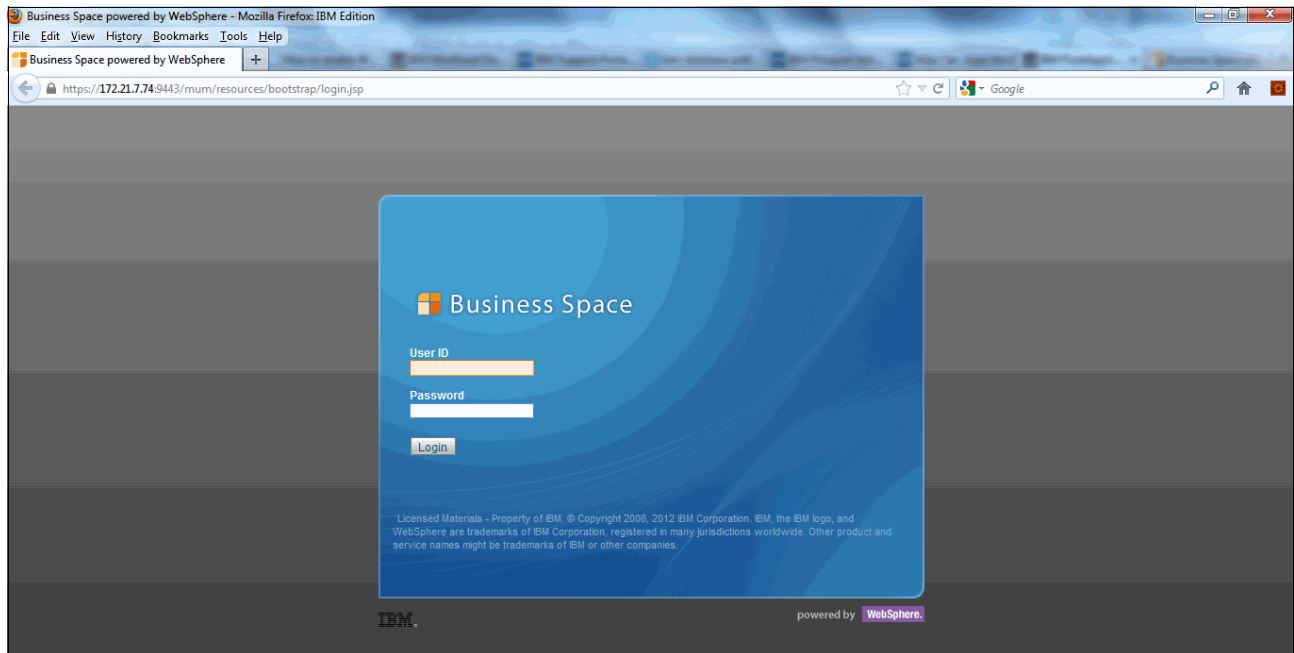 Business Space powered by WebSphere - Mozilla Firefox: IBM Edition
File Edit View History Bookmarks Tools Help
Business Space powered by WebSphere +
https://172.21.7.74:9443/mum/resources/bootstrap/login.jsp Google
Business Space
User ID
Password
Login
Licensed Materials - Property of IBM. © Copyright 2008, 2012 IBM Corporation. IBM, the IBM logo, and
WebSphere are trademarks of IBM Corporation, registered in many jurisdictions worldwide. Other product and
service names might be trademarks of IBM or other companies.
IBM.
powered by WebSphere.